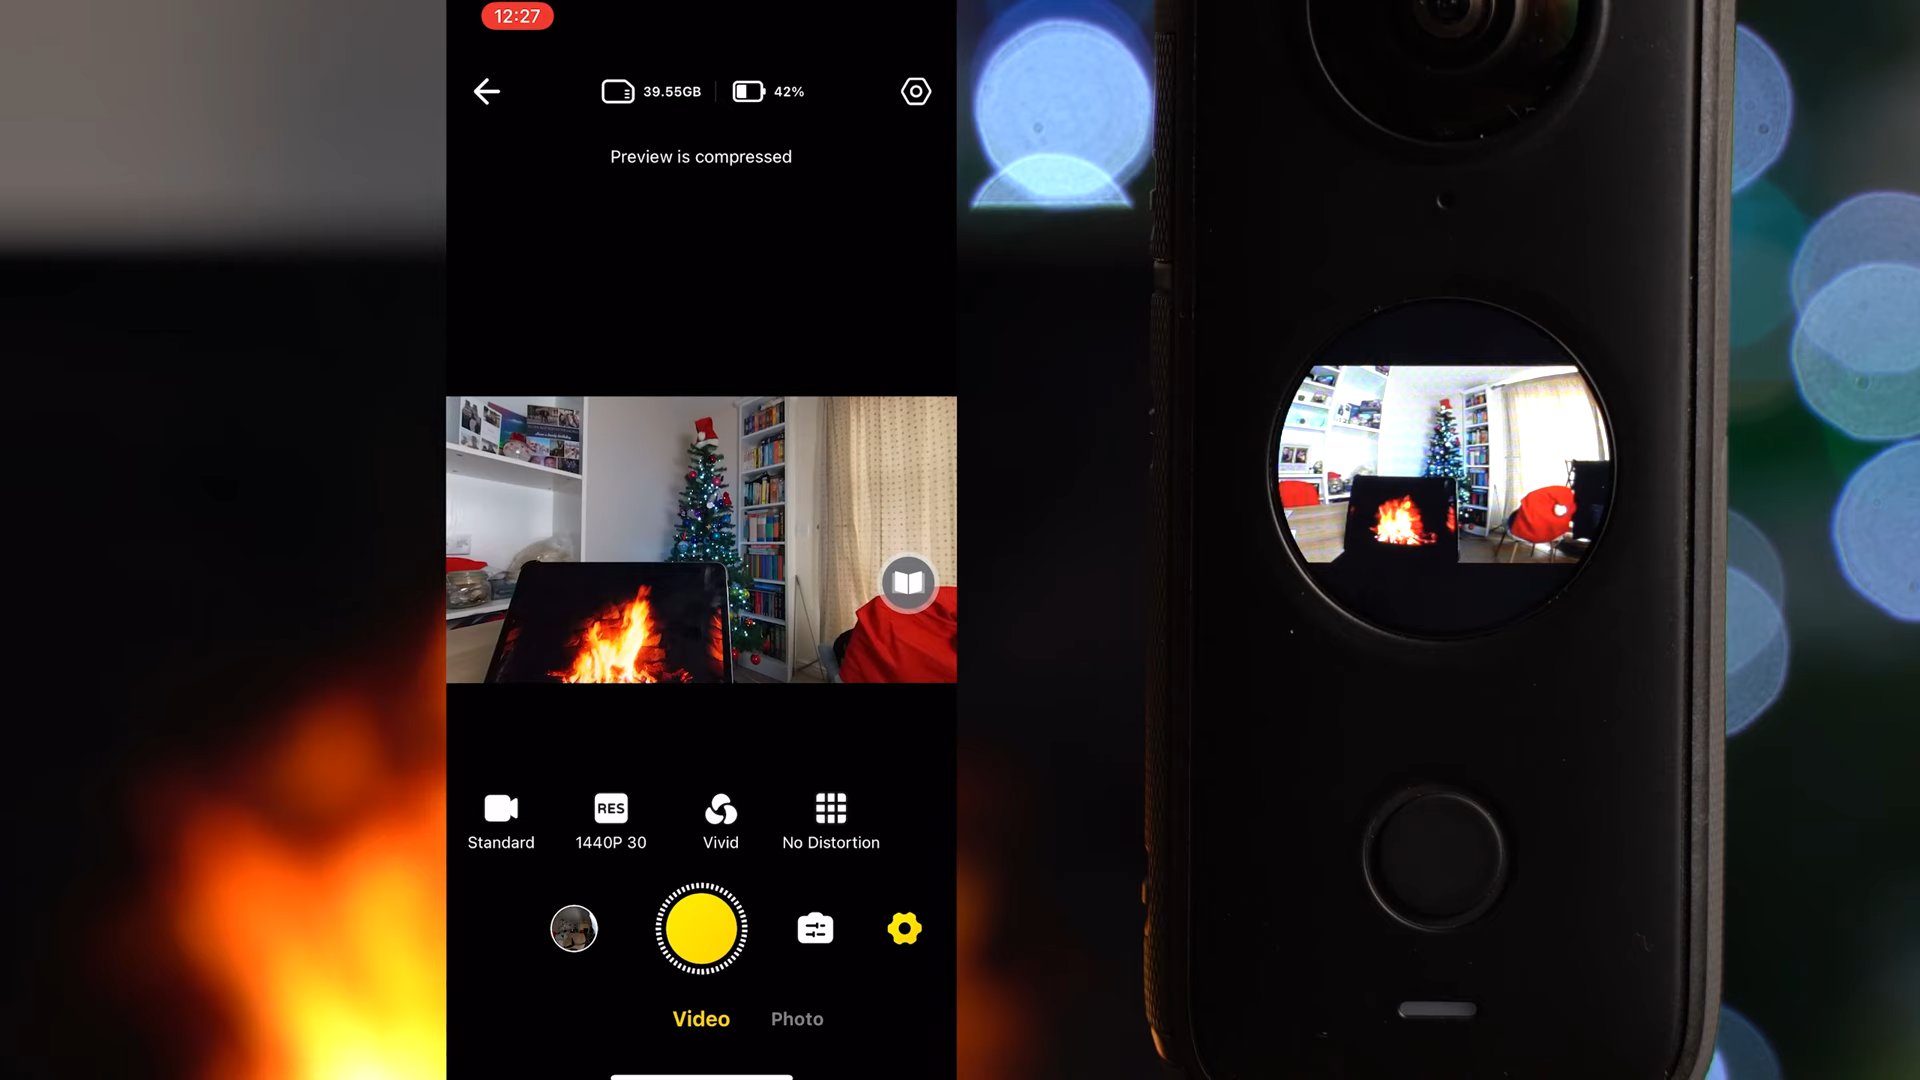 12:27
39.55GB
42%
Preview is compressed
RES
Standard
1440P 30
Vivid
No Distortion
Video
Photo